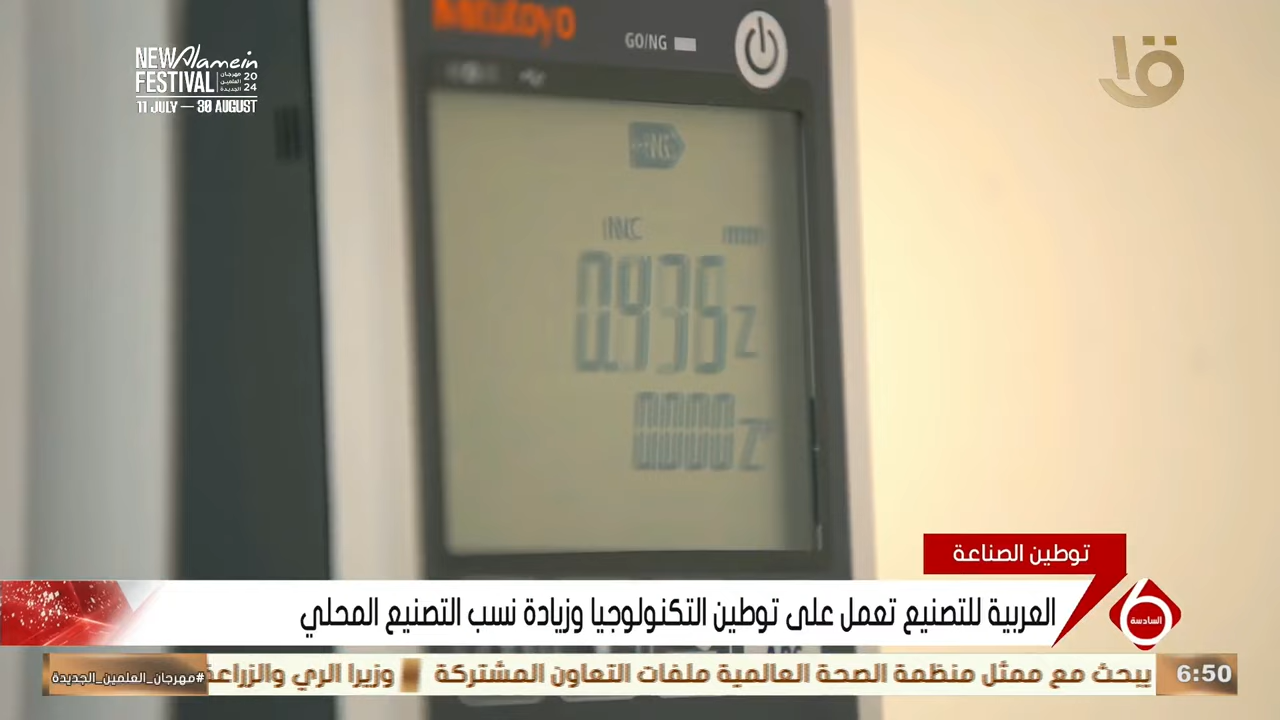 Mitutoyo
GO/NG
NEW Alamein
FESTIVAL
مهرجان
العلمين
الجديدة
20
24
11 JULY — 30 AUGUST
INC
mm
Z
Z
توطين الصناعة
العربية للتصنيع تعمل على توطين التكنولوجيا وزيادة نسب التصنيع المحلي
السادسة
6:50
يبحث مع ممثل منظمة الصحة العالمية ملفات التعاون المشتركة
وزيرا الري والزراعة
#مهرجان_العلمين_الجديدة